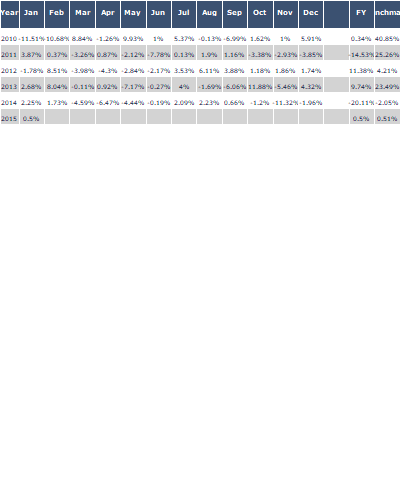 Year Jan Feb Mar Apr May Jun Jul Aug Sep Oct Nov Dec FY nchma
2010 -11.51% -10.68% 8.84% -1.26% 9.93% 1% 5.37% -0.13% -6.99% 1.62% 1% 5.91% 0.34% 40.85%
2011 3.87% 0.37% -3.26% 0.87% -2.12% -7.78% 0.13% 1.9% 1.16% -3.38% -2.93% -3.85% -14.53% 25.26%
2012 -1.78% 8.51% -3.98% -4.3% -2.84% -2.17% 3.53% 6.11% 3.88% 1.18% 1.86% 1.74% 11.38% 4.21%
2013 2.68% 8.04% -0.11% 0.92% -7.17% -0.27% 4% -1.69% -6.06% 11.88% -5.46% 4.32% 9.74% 23.49%
2014 2.25% 1.73% -4.59% -6.47% -4.44% -0.19% 2.09% 2.23% 0.66% -1.2% -11.32% -1.96% -20.11% -2.05%
2015 0.5% 0.5% 0.51%